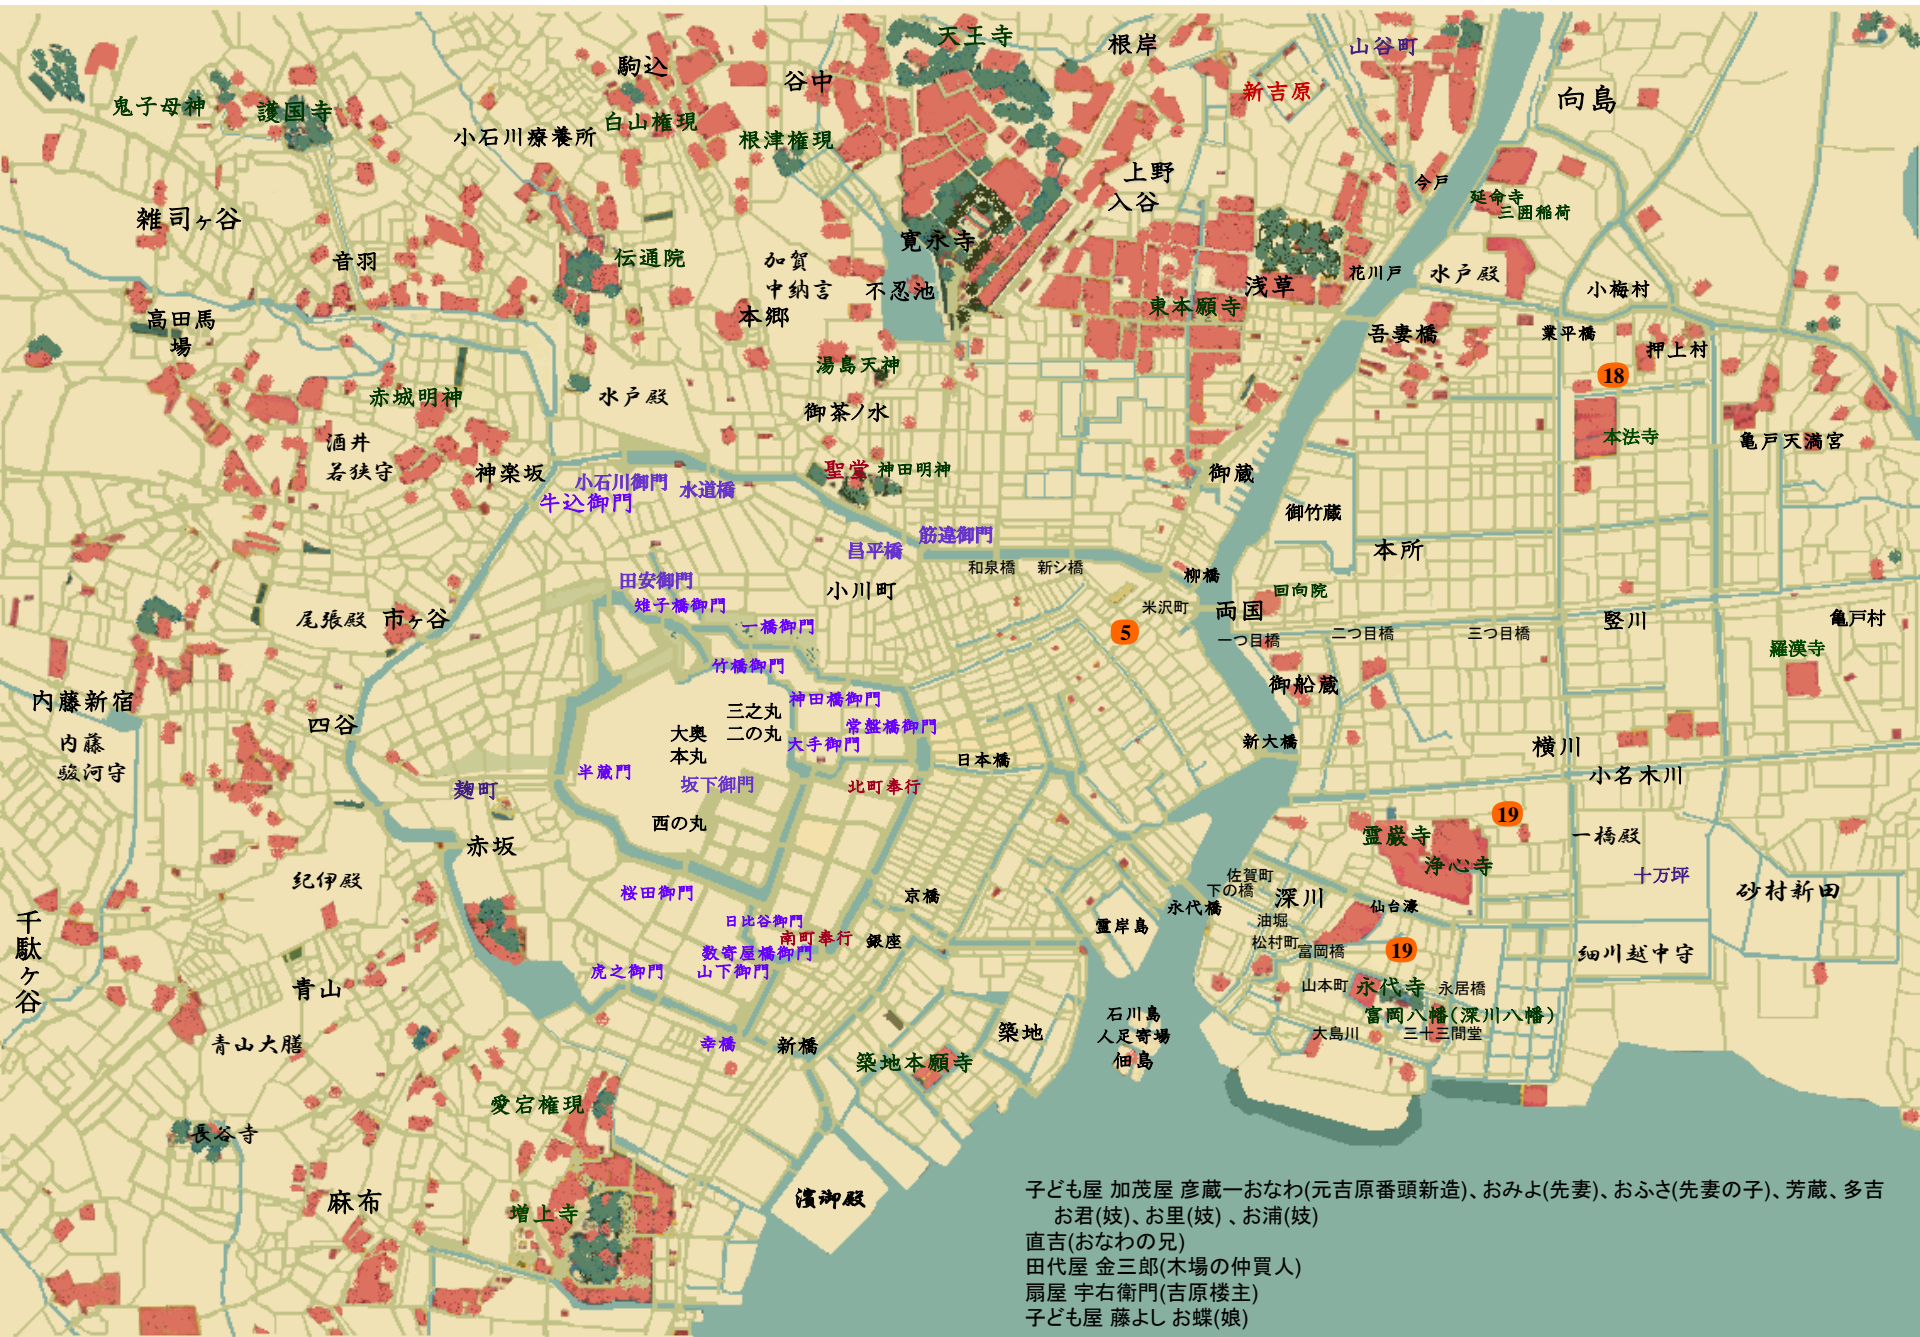 天王寺
根岸
山谷町
駒込
谷中
新吉原
向島
鬼子母神
護国寺
小石川療養所
白山権現
根津権現
上野
入谷
今戸
延命寺
三囲稲荷
雑司ヶ谷
音羽
伝通院
加賀
中納言
本郷
寛永寺
不忍池
浅草
東本願寺
花川戸
水戸殿
小梅村
高田馬
場
吾妻橋
業平橋
押上村
18
湯島天神
赤城明神
水戸殿
御茶ノ水
本法寺
亀戸天満宮
酒井
若狭守
神楽坂
小石川御門
牛込御門
水道橋
聖堂
神田明神
御蔵
御竹蔵
本所
昌平橋
筋違御門
和泉橋
新シ橋
柳橋
田安御門
雉子橋御門
小川町
米沢町
両国
回向院
尾張殿
市ヶ谷
一橋御門
5
一つ目橋
二つ目橋
三つ目橋
竪川
亀戸村
羅漢寺
竹橋御門
御船蔵
内藤新宿
四谷
神田橋御門
三之丸
二の丸
大奥
本丸
常盤橋御門
大手御門
新大橋
横川
内藤
駿河守
半蔵門
坂下御門
日本橋
北町奉行
小名木川
麹町
西の丸
19
霊巌寺
浄心寺
一橋殿
赤坂
紀伊殿
桜田御門
京橋
佐賀町
下の橋
永代橋
深川
仙台濠
十万坪
砂村新田
千駄ヶ谷
日比谷御門
南町奉行
銀座
数寄屋橋御門
山下御門
虎之御門
霊岸島
油堀
松村町
富岡橋
19
細川越中守
青山
山本町
永代寺
永居橋
富岡八幡(深川八幡)
大島川
三十三間堂
石川島
人足寄場
佃島
青山大膳
幸橋
新橋
築地
築地本願寺
愛宕権現
長谷寺
麻布
増上寺
濱御殿
子ども屋 加茂屋 彦蔵ーおなわ(元吉原番頭新造)、おみよ(先妻)、おふさ(先妻の子)、芳蔵、多吉
お君(妓)、お里(妓) 、お浦(妓)
直吉(おなわの兄)
田代屋 金三郎(木場の仲買人)
扇屋 宇右衛門(吉原楼主)
子ども屋 藤よし お蝶(娘)